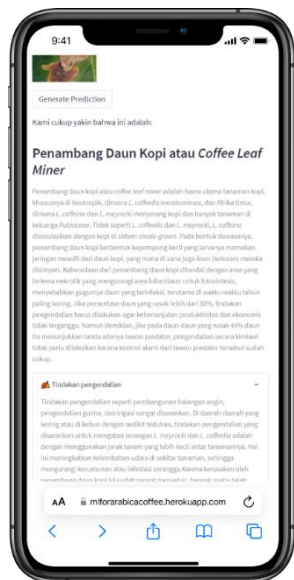 9:41
Generate Prediction
Kami cukup yakin bahwa ini adalah:
Penambang Daun Kopi atau Coffee Leaf
Miner
Penambang daun kopi atau coffee leaf miner adalah hama utama tanaman kopi,
khususnya di Neotropik, dimana L. coffeella mendominasi, dan Afrika timur,
dimana L. caffeina dan L. meyrocki menyerang kopi dan banyak tanaman di
keluarga Rubiaceae. Tidak seperti L. coffeella dan L. meyrocki, L. caffeina
diasosiasikan dengan kopi di sistem shade-grown. Pada bentuk dewasanya,
penambang daun kopi berbentuk kepompong kecil yang larvanya memakan
jaringan mesofil dari daun kopi, yang mana di sana juga feses (kotoran) mereka
disimpan. Keberadaan dari penambang daun kopi ditandai dengan area yang
terkena nekrotik yang mengurangi area foliar/daun untuk fotosintesis,
menyebabkan gugurnya daun yang terinfeksi, terutama di waktu-waktu tahun
paling kering. Jika persentase daun yang rusak lebih dari 30%, tindakan
pengendalian harus dilakukan agar keberlanjutan produktivitas dan ekonomis
tidak terganggu. Namun demikian, jika pada daun-daun yang rusak 40% daun
itu menunjukkan tanda adanya tawon predator, pengendalian secara kimiawi
tidak perlu dilakukan karena kontrol alami dari tawon predator tersebut sudah
cukup.
Tindakan pengendalian −
Tindakan pengendalian seperti pembangunan halangan angin,
pengendalian gulma, dan irigasi sangat disarankan. Di daerah-daerah yang
kering atau di kebun dengan sedikit teduhan, tindakan pengendalian yang
disarankan untuk mengatasi serangan L. meyrocki dan L. coffeella adalah
dengan menggunakan jarak tanam yang lebih kecil antar tanamannya. Hal
ini meningkatkan kelembaban udara di sekitar tanaman, sehingga
mengurangi kerumunan atau infestasi serangga.Karena kerusakan oleh
AA mlforarabicacoffee.herokuapp.com